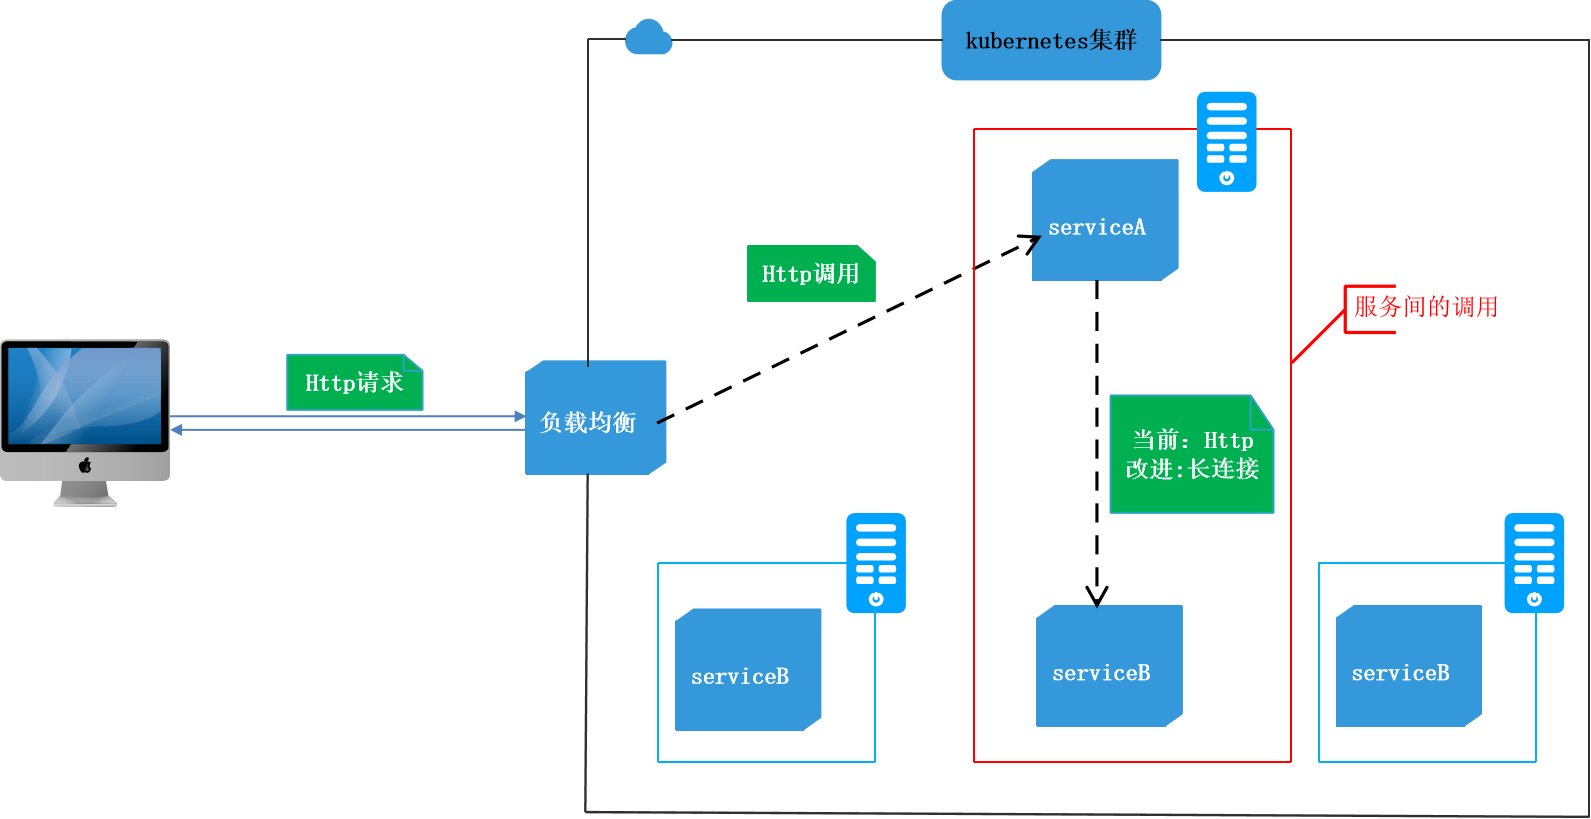 kubernetes集群
serviceA
Http调用
服务间的调用
Http请求
负载均衡
当前: Http
改进:长连接
serviceB
serviceB
serviceB